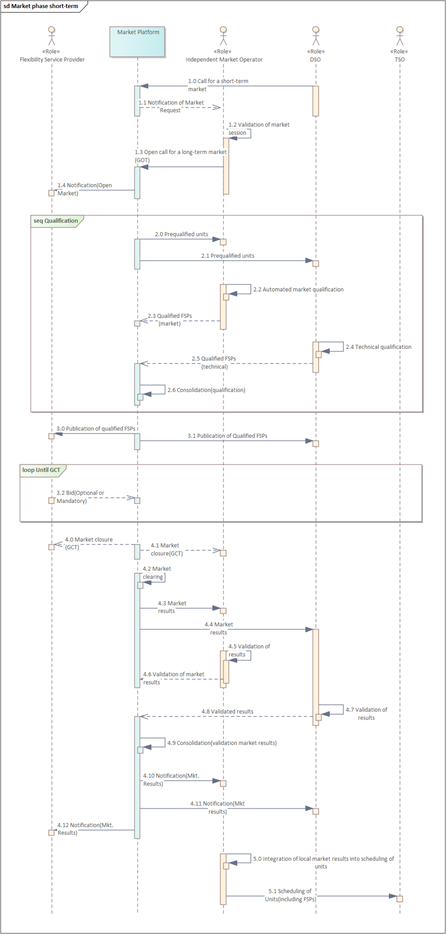 sd Market phase short-term
Market Platform
«Role»
Flexibility Service Provider
«Role»
Independent Market Operator
«Role»
DSO
«Role»
TSO
1.0 Call for a short-term
market
1.1 Notification of Market
Request
1.2 Validation of market
session
1.3 Open call for a long-term market
(GOT)
1.4 Notification(Open
Market)
seq Qualification
2.0 Prequalified units
2.1 Prequalified units
2.2 Automated market qualification
2.3 Qualified FSPs
(market)
2.4 Technical qualification
2.5 Qualified FSPs
(technical)
2.6 Consolidation(qualification)
3.0 Publication of qualified FSPs
3.1 Publication of Qualified FSPs
loop Until GCT
3.2 Bid(Optional or
Mandatory)
4.0 Market closure
(GCT)
4.1 Market
closure(GCT)
4.2 Market
clearing
4.3 Market
results
4.4 Market
results
4.5 Validation of
results
4.6 Validation of market
results
4.7 Validation of
results
4.8 Validated results
4.9 Consolidation(validation market results)
4.10 Notification(Mkt.
Results)
4.11 Notification(Mkt
results)
4.12 Notification(Mkt.
Results)
5.0 Integration of local market results into scheduling of
units
5.1 Scheduling of
Units(including FSPs)